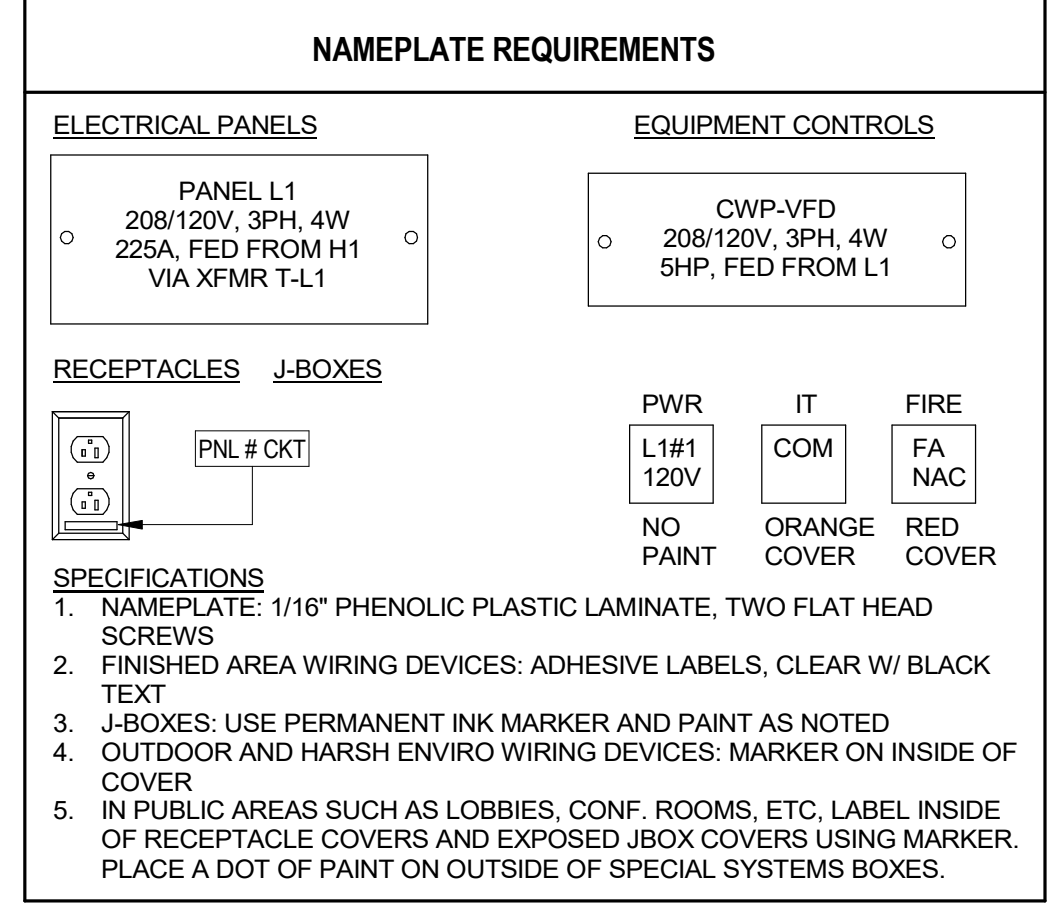 NAMEPLATE REQUIREMENTS
ELECTRICAL PANELS
PANEL L1
208/120V, 3PH, 4W
225A, FED FROM H1
VIA XFMR T-L1
EQUIPMENT CONTROLS
CWP-VFD
208/120V, 3PH, 4W
5HP, FED FROM L1
RECEPTACLES J-BOXES
PNL # CKT
PWR
L1#1
120V
NO
PAINT
IT
COM
ORANGE
COVER
FIRE
FA
NAC
RED
COVER
SPECIFICATIONS
1. NAMEPLATE: 1/16" PHENOLIC PLASTIC LAMINATE, TWO FLAT HEAD
SCREWS
2. FINISHED AREA WIRING DEVICES: ADHESIVE LABELS, CLEAR W/ BLACK
TEXT
3. J-BOXES: USE PERMANENT INK MARKER AND PAINT AS NOTED
4. OUTDOOR AND HARSH ENVIRO WIRING DEVICES: MARKER ON INSIDE OF
COVER
5. IN PUBLIC AREAS SUCH AS LOBBIES, CONF. ROOMS, ETC, LABEL INSIDE
OF RECEPTACLE COVERS AND EXPOSED JBOX COVERS USING MARKER.
PLACE A DOT OF PAINT ON OUTSIDE OF SPECIAL SYSTEMS BOXES.